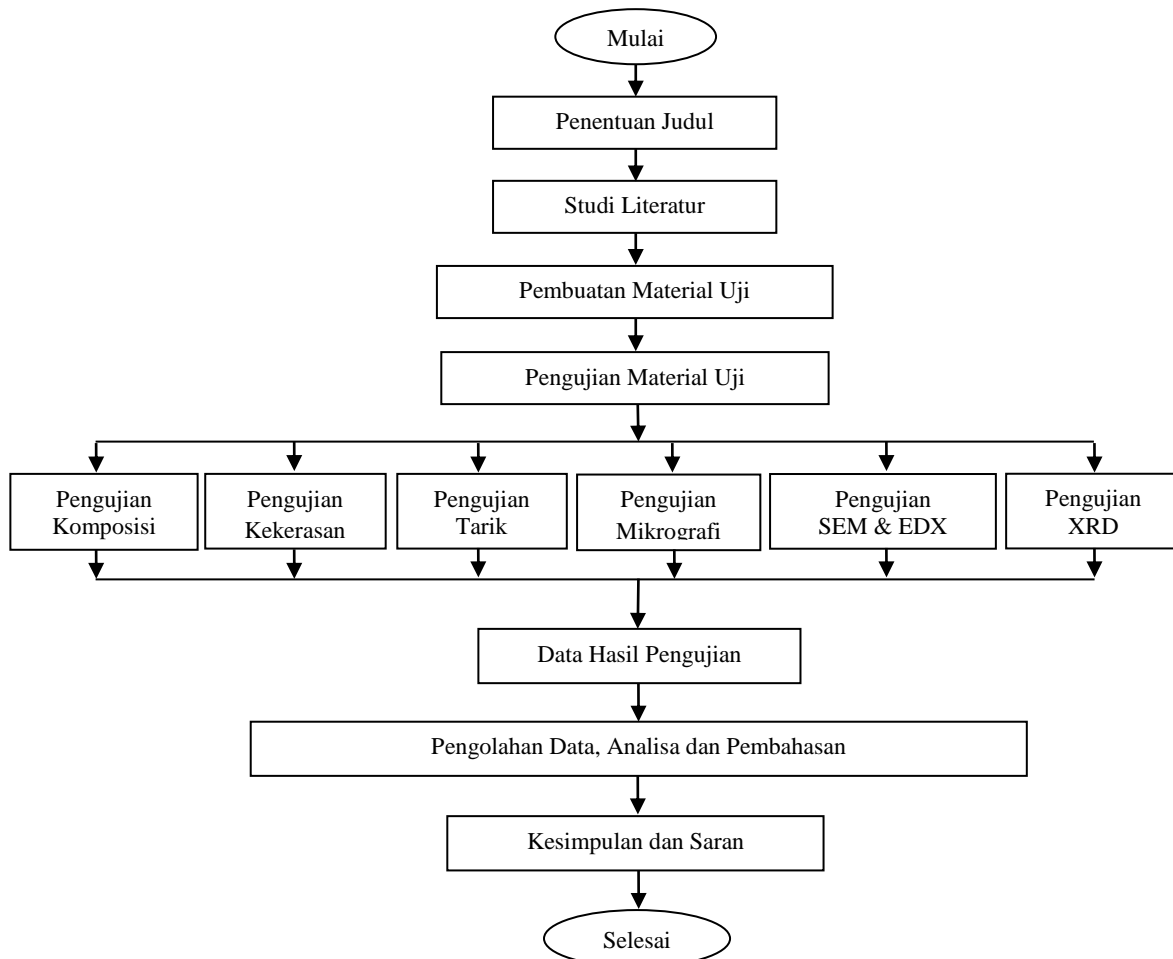 Mulai
Penentuan Judul
Studi Literatur
Pembuatan Material Uji
Pengujian Material Uji
Pengujian
Komposisi
Pengujian
Kekerasan
Pengujian
Tarik
Pengujian
Mikrografi
Pengujian
SEM & EDX
Pengujian
XRD
Data Hasil Pengujian
Pengolahan Data, Analisa dan Pembahasan
Kesimpulan dan Saran
Selesai